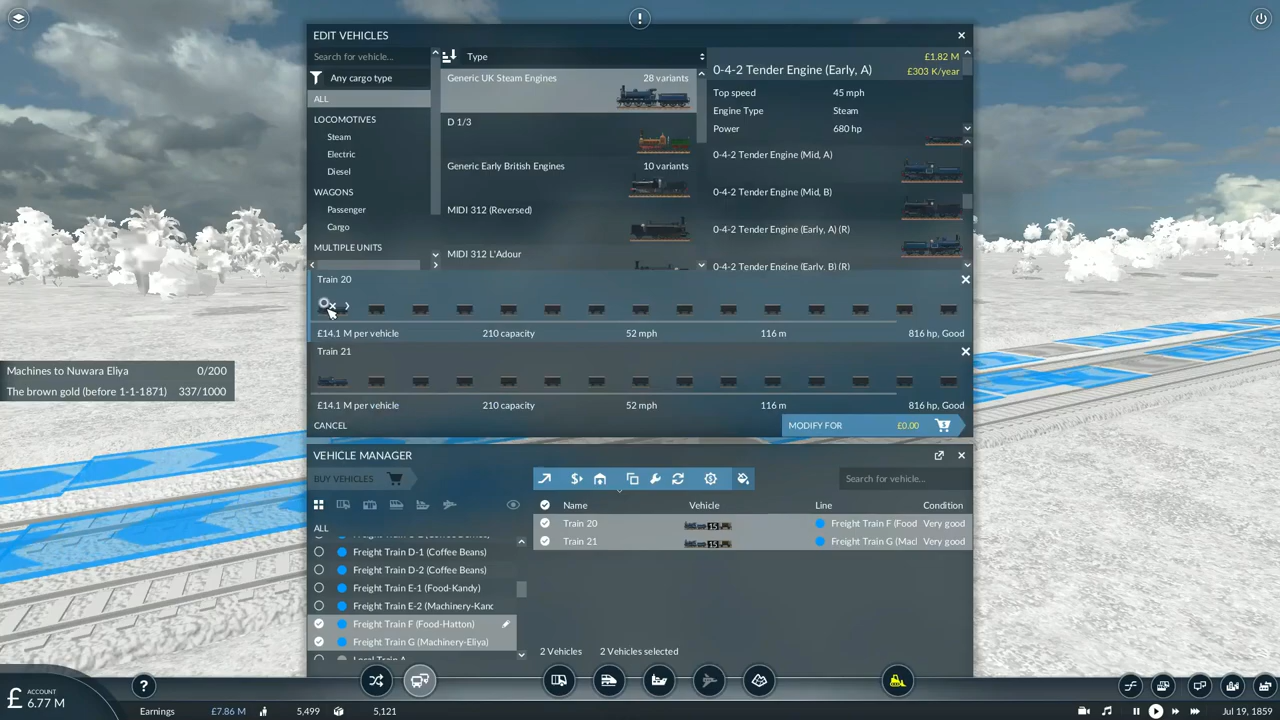 EDIT VEHICLES
Search for vehicle...
Any cargo type
ALL
LOCOMOTIVES
Steam
Electric
Diesel
WAGONS
Passenger
Cargo
MULTIPLE UNITS
Type
Generic UK Steam Engines 28 variants
D 1/3
Generic Early British Engines 10 variants
MIDI 312 (Reversed)
MIDI 312 L'Adour
£1.82 M
0-4-2 Tender Engine (Early, A) £303 K/year
Top speed 45 mph
Engine Type Steam
Power 680 hp
0-4-2 Tender Engine (Mid, A)
0-4-2 Tender Engine (Mid, B)
0-4-2 Tender Engine (Early, A) (R)
0-4-2 Tender Engine (Early, B) (R)
Train 20
£14.1 M per vehicle 210 capacity 52 mph 116 m 816 hp, Good
Train 21
£14.1 M per vehicle 210 capacity 52 mph 116 m 816 hp, Good
CANCEL MODIFY FOR £0.00
Machines to Nuwara Eliya 0/200
The brown gold (before 1-1-1871) 337/1000
VEHICLE MANAGER
BUY VEHICLES
Search for vehicle...
ALL
Freight Train D-1 (Coffee Beans)
Freight Train D-2 (Coffee Beans)
Freight Train E-1 (Food-Kandy)
Freight Train E-2 (Machinery-Kand
Freight Train F (Food-Hatton)
Freight Train G (Machinery-Eliya)
Local Train A
Name Vehicle Line Condition
Train 20 15 Freight Train F (Food Very good
Train 21 15 Freight Train G (Macl Very good
2 Vehicles 2 Vehicles selected
£ ACCOUNT
6.77 M
?
Earnings £7.86 M 5,499 5,121
Jul 19, 1859